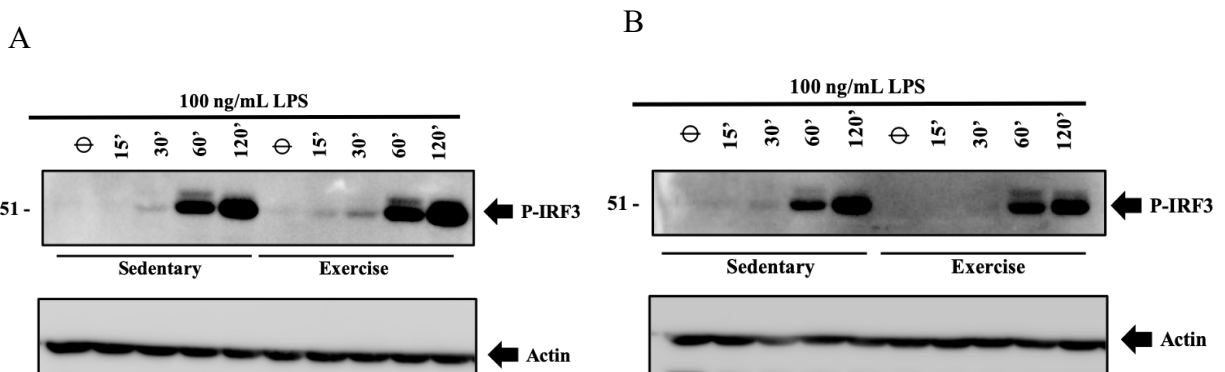 A
100 ng/mL LPS
Φ 15’ 30’ 60’ 120’ Φ 15’ 30’ 60’ 120’
51 -
P-IRF3
Sedentary
Exercise
Actin
B
100 ng/mL LPS
Φ 15’ 30’ 60’ 120’ Φ 15’ 30’ 60’ 120’
51 -
P-IRF3
Sedentary
Exercise
Actin